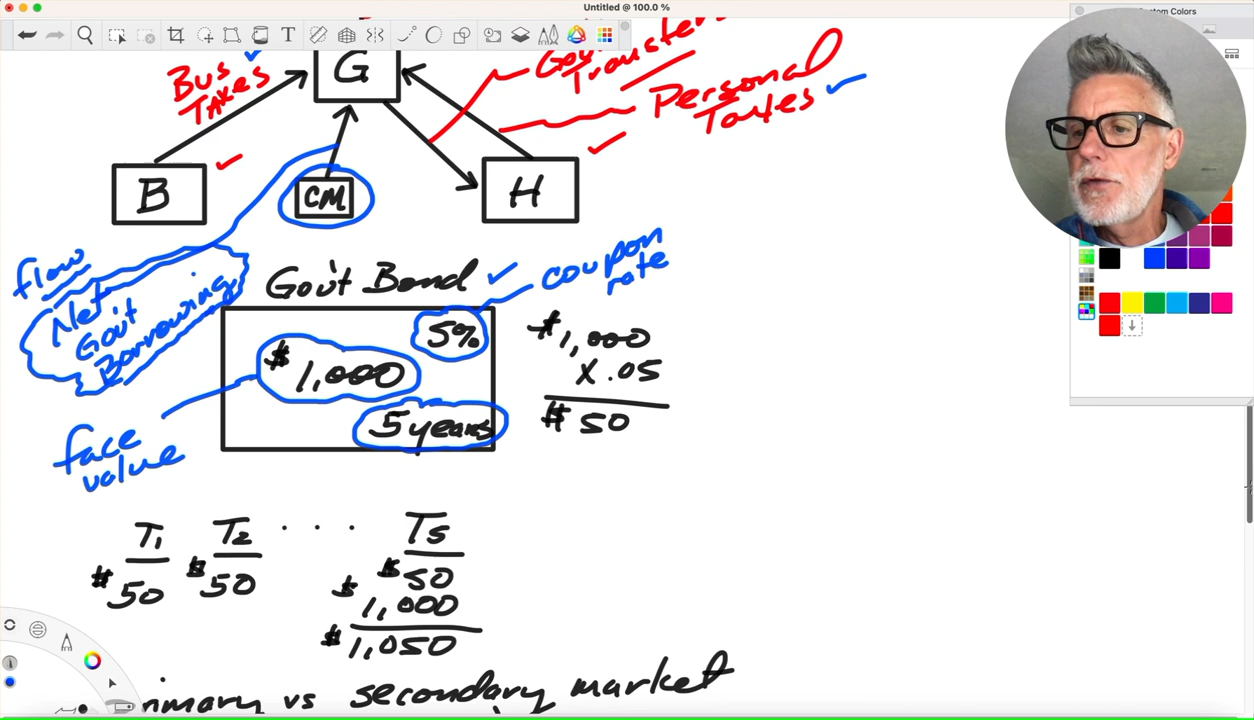 Untitled @ 100.0 %
Custom Colors
T
Bus
Taxes
G
Gov
Transfers
Personal
Taxes
B
CM
H
flow
Net
Gov't
Borrowing
Gov't Bond
coupon
rate
5%
$1,000
5 years
face
value
$1,000
X .05
$50
T1 T2 . . . T5
$50 $50 $50
$1,000
$1,050
vs secondary market